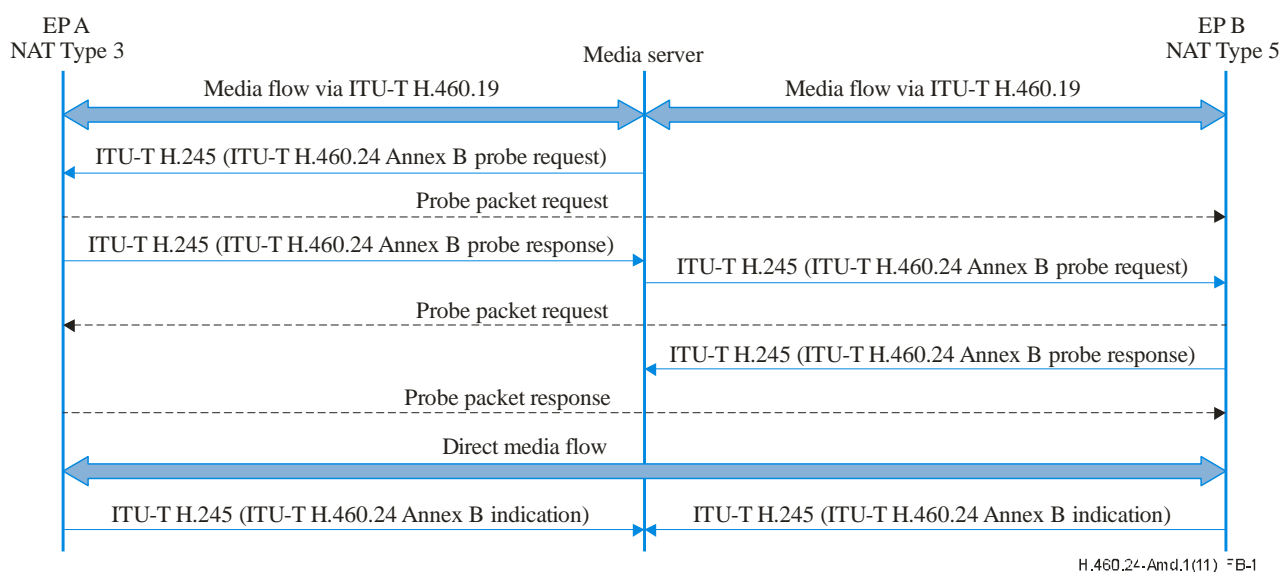 EP A
NAT Type 3
Media server
EP B
NAT Type 5
Media flow via ITU-T H.460.19
Media flow via ITU-T H.460.19
ITU-T H.245 (ITU-T H.460.24 Annex B probe request)
Probe packet request
ITU-T H.245 (ITU-T H.460.24 Annex B probe response)
ITU-T H.245 (ITU-T H.460.24 Annex B probe request)
Probe packet request
ITU-T H.245 (ITU-T H.460.24 Annex B probe response)
Probe packet response
Direct media flow
ITU-T H.245 (ITU-T H.460.24 Annex B indication)
ITU-T H.245 (ITU-T H.460.24 Annex B indication)
H.460.24-Amd.1(11)_FB-1